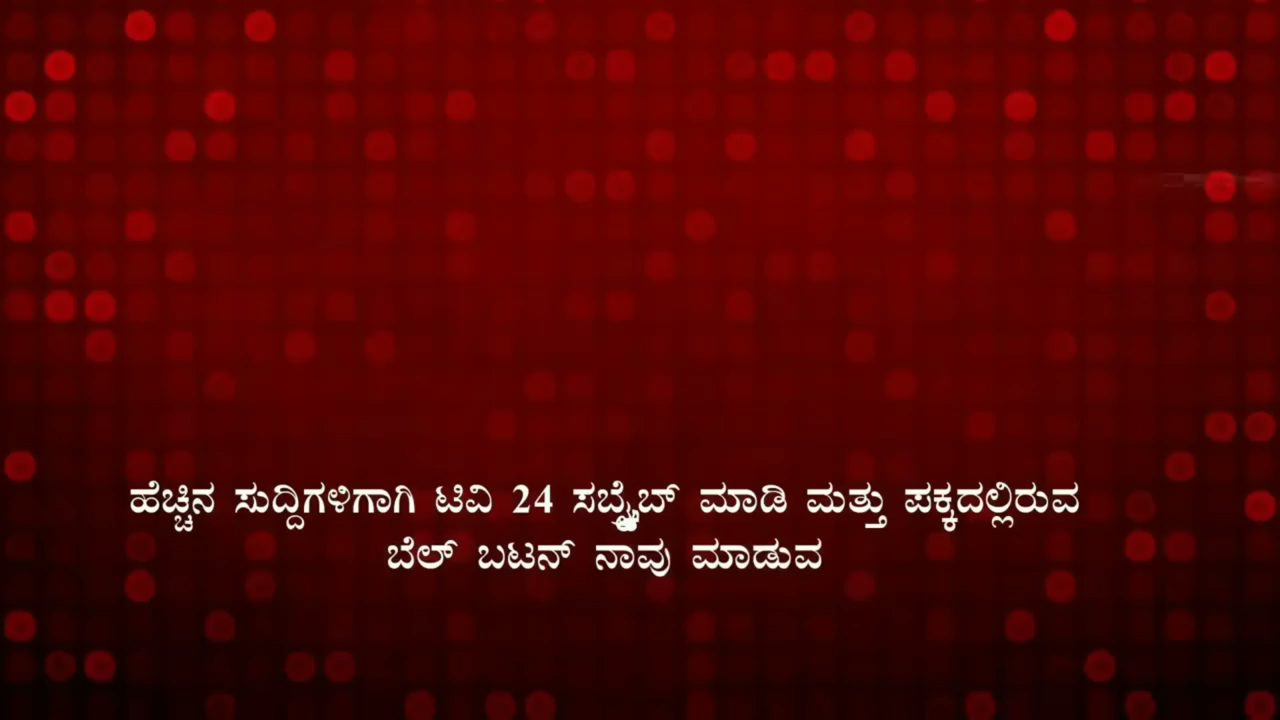 ಹೆಚ್ಚಿನ ಸುದ್ದಿಗಳಿಗಾಗಿ ಟಿವಿ 24 ಸಬ್ಸ್ಕ್ರೈಬ್ ಮಾಡಿ ಮತ್ತು ಪಕ್ಕದಲ್ಲಿರುವ
ಬೆಲ್ ಬಟನ್ ನಾವು ಮಾಡುವ